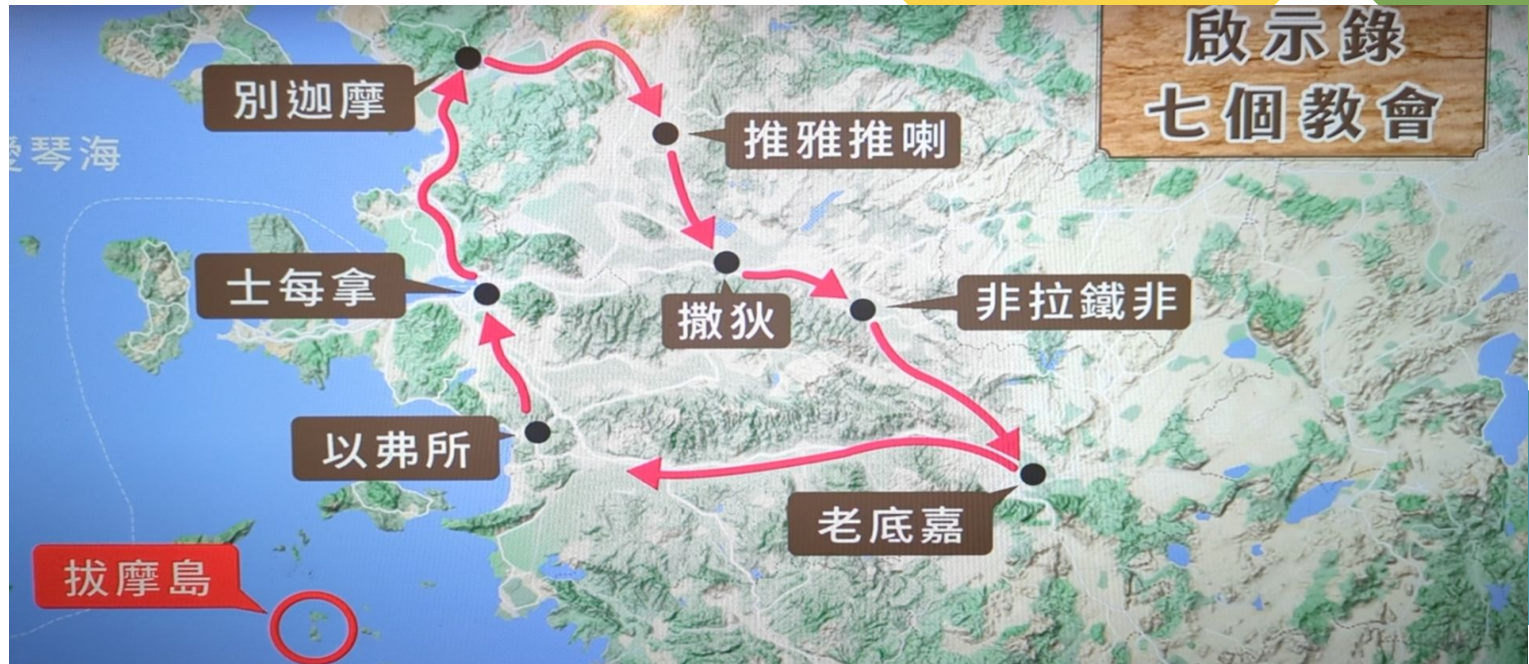 啟示錄
七個教會
別迦摩
推雅推喇
琴海
士每拿
撒狄
非拉鐵非
以弗所
老底嘉
拔摩島